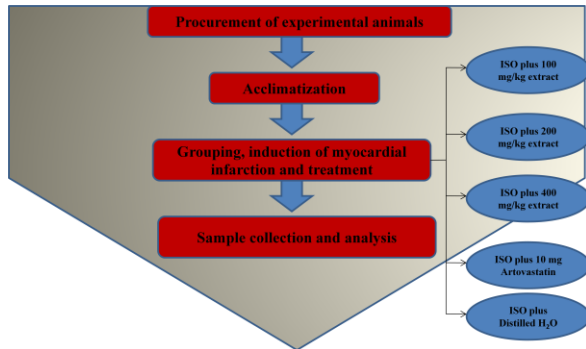 Procurement of experimental animals
Acclimatization
Grouping, induction of myocardial
infarction and treatment
Sample collection and analysis
ISO plus 100
mg/kg extract
ISO plus 200
mg/kg extract
ISO plus 400
mg/kg extract
ISO plus 10 mg
Artovastatin
ISO plus
Distilled H₂O